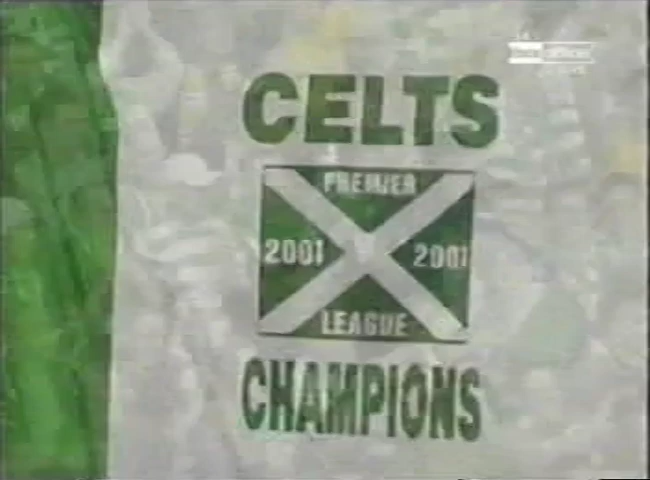 CELTS
PREMIER
2001 2001
LEAGUE
CHAMPIONS